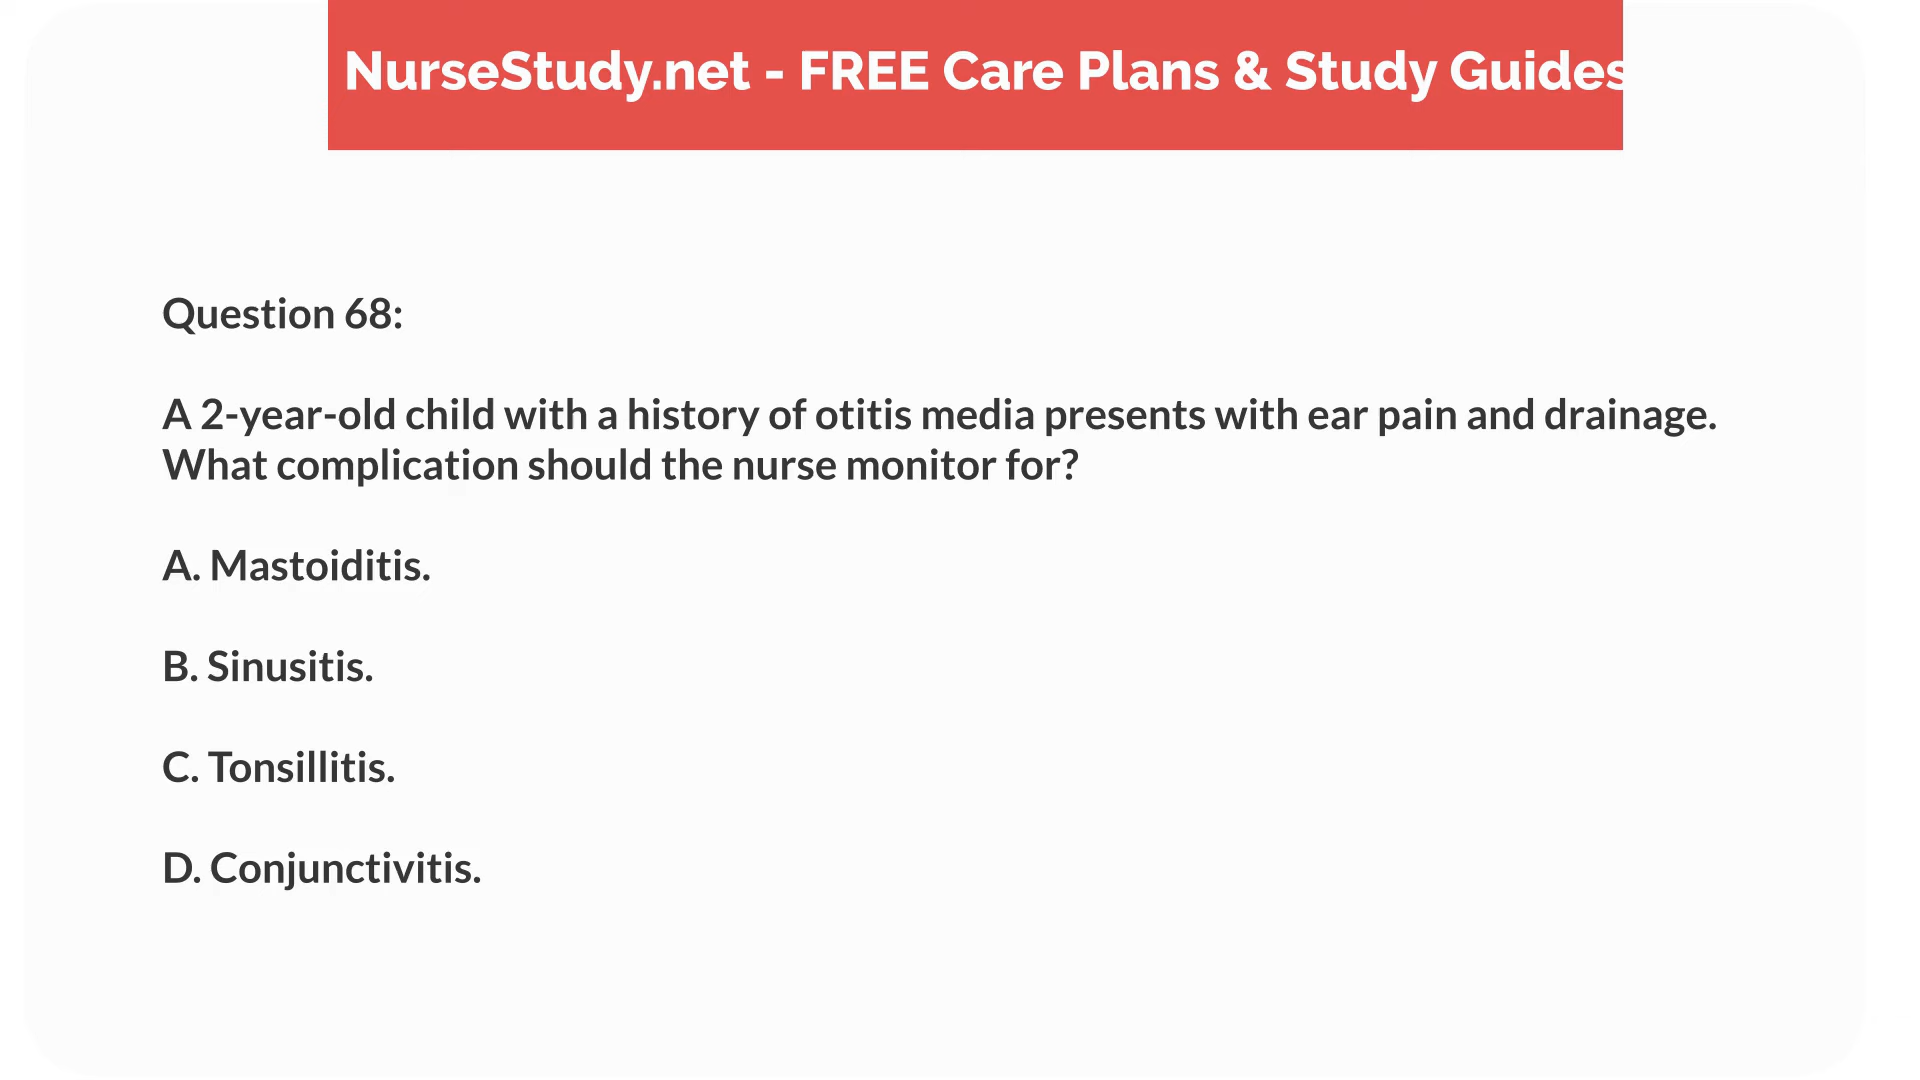 NurseStudy.net - FREE Care Plans & Study Guides
Question 68:
A 2-year-old child with a history of otitis media presents with ear pain and drainage.
What complication should the nurse monitor for?
A. Mastoiditis.
B. Sinusitis.
C. Tonsillitis.
D. Conjunctivitis.